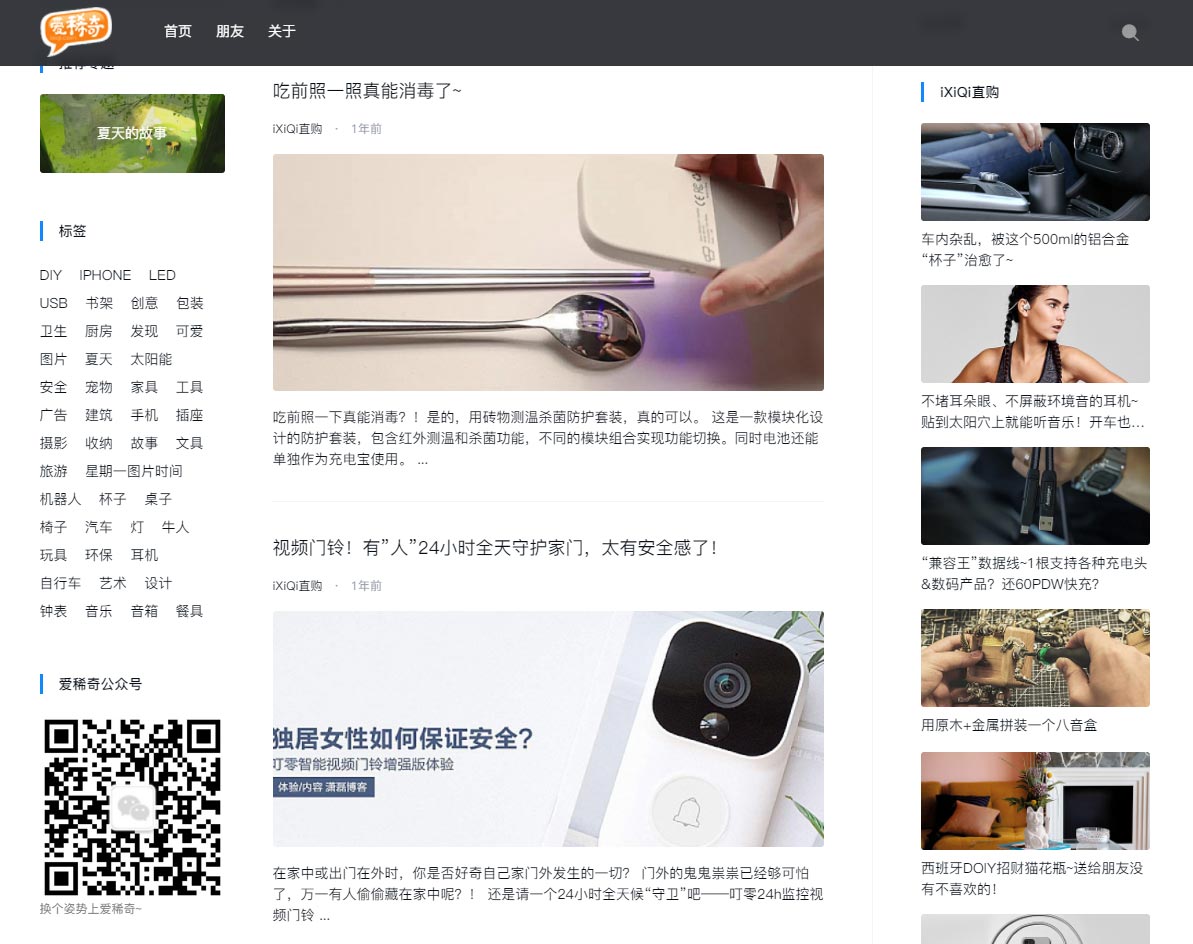 爱稀奇
首页 朋友 关于
推荐专题
夏天的故事
标签
DIY IPHONE LED
USB 书架 创意 包装
卫生 厨房 发现 可爱
图片 夏天 太阳能
安全 宠物 家具 工具
广告 建筑 手机 插座
摄影 收纳 故事 文具
旅游 星期一图片时间
机器人 杯子 桌子
椅子 汽车 灯 牛人
玩具 环保 耳机
自行车 艺术 设计
钟表 音乐 音箱 餐具
爱稀奇公众号
换个姿势上爱稀奇~
吃前照一照真能消毒了~
iXiQi直购 · 1年前
吃前照一下真能消毒？！是的，用砖物测温杀菌防护套装，真的可以。 这是一款模块化设
计的防护套装，包含红外测温和杀菌功能，不同的模块组合实现功能切换。同时电池还能
单独作为充电宝使用。 ...
视频门铃！有”人”24小时全天守护家门，太有安全感了！
iXiQi直购 · 1年前
独居女性如何保证安全？
叮零智能视频门铃增强版体验
体验/内容 潇磊博客
在家中或出门在外时，你是否好奇自己家门外发生的一切？ 门外的鬼鬼祟祟已经够可怕
了，万一有人偷偷藏在家中呢？！ 还是请一个24小时全天候“守卫”吧——叮零24h监控视
频门铃 ...
iXiQi直购
车内杂乱，被这个500ml的铝合金
“杯子”治愈了~
不堵耳朵眼、不屏蔽环境音的耳机~
贴到太阳穴上就能听音乐！开车也...
“兼容王”数据线~1根支持各种充电头
&数码产品？还60PDW快充？
用原木+金属拼装一个八音盒
西班牙DOIY招财猫花瓶~送给朋友没
有不喜欢的！